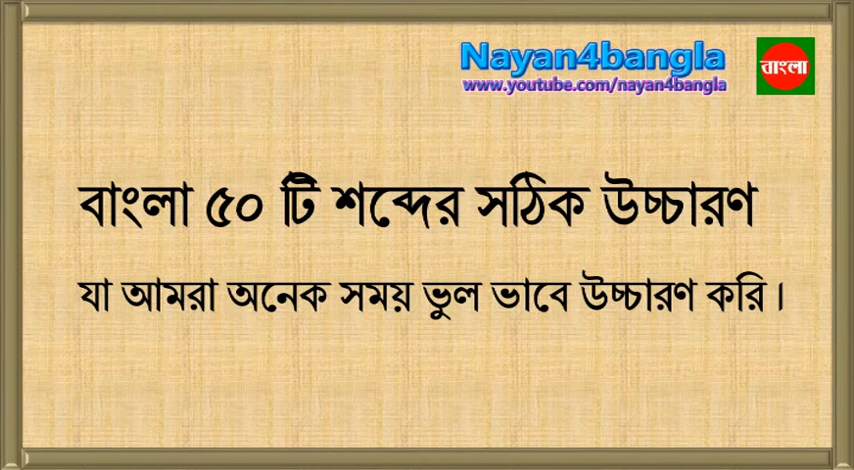 Nayan4bangla
www.youtube.com/nayan4bangla
বাংলা
বাংলা ৫০ টি শব্দের সঠিক উচ্চারণ
যা আমরা অনেক সময় ভুল ভাবে উচ্চারণ করি।